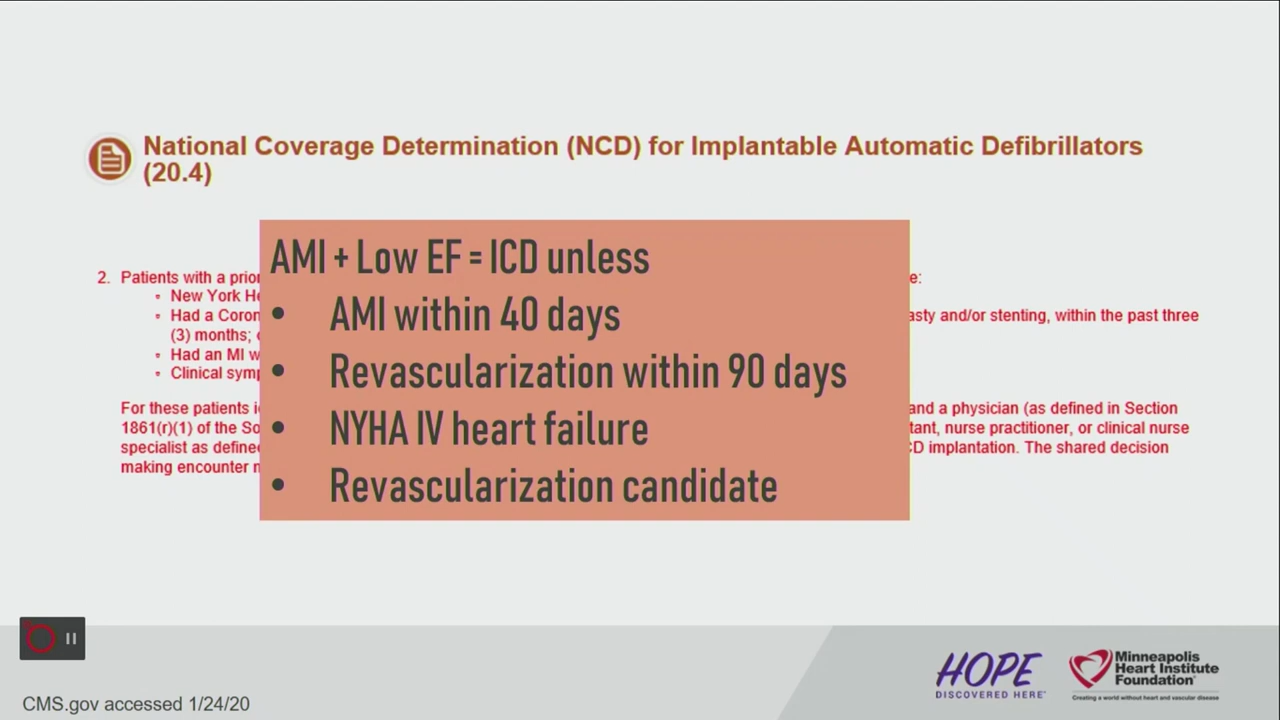 National Coverage Determination (NCD) for Implantable Automatic Defibrillators
(20.4)
AMI + Low EF = ICD unless
• AMI within 40 days
• Revascularization within 90 days
• NYHA IV heart failure
• Revascularization candidate
2. Patients with a prior e:
New York He
Had a Coron asty and/or stenting, within the past three
(3) months;
Had an MI w
Clinical symp
For these patients and a physician (as defined in Section
1861(r)(1) of the So tant, nurse practitioner, or clinical nurse
specialist as define CD implantation. The shared decision
making encounter
HOPE
DISCOVERED HERE™
Minneapolis
Heart Institute
Foundation®
Creating a world without heart and vascular disease
CMS.gov accessed 1/24/20